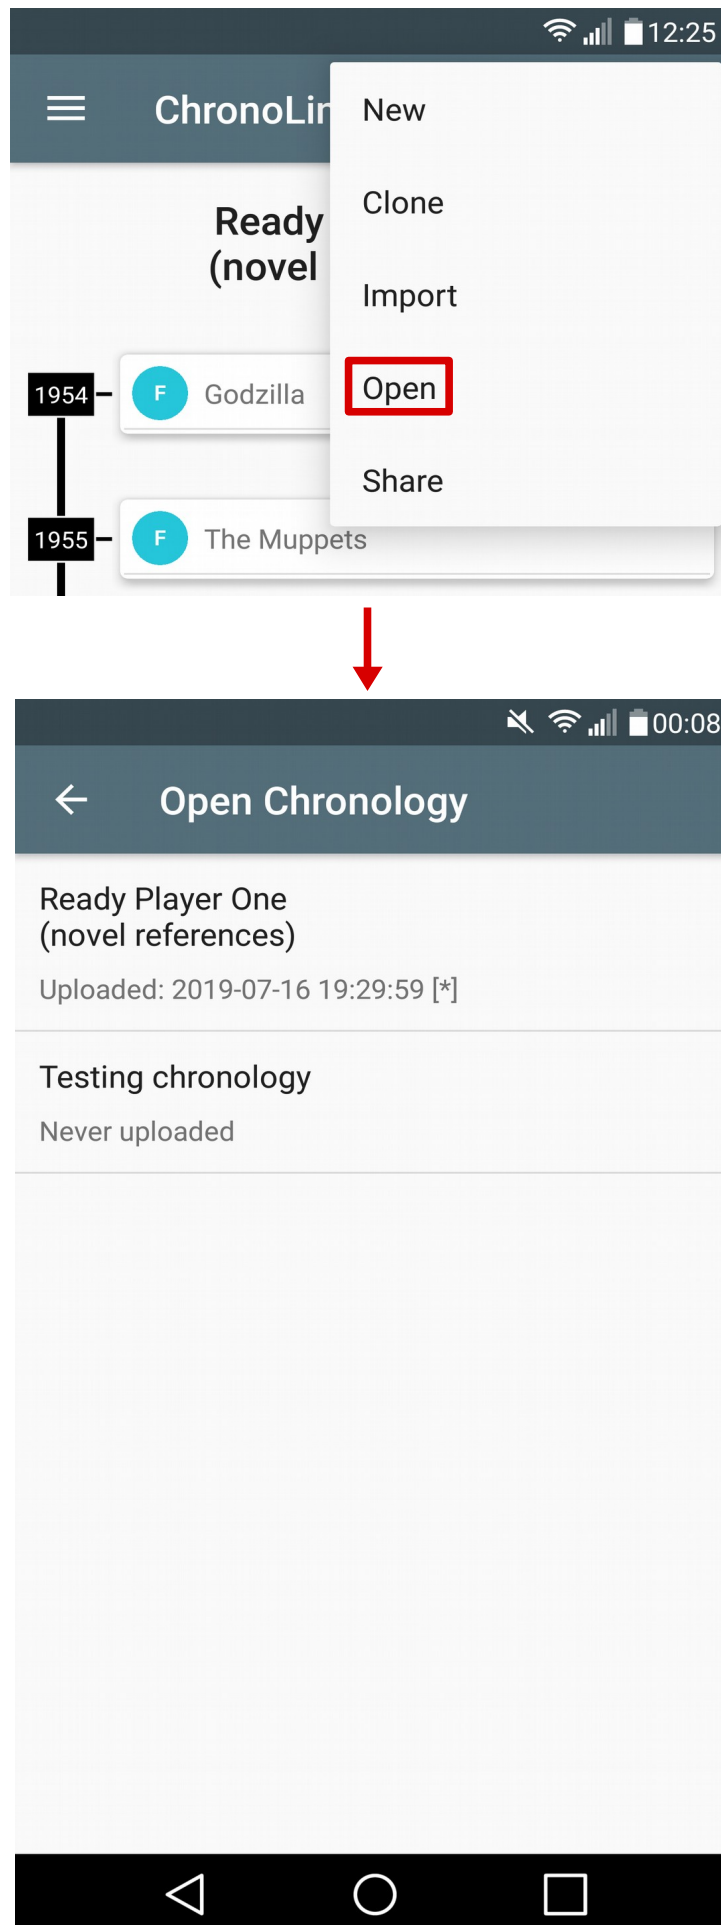 12:25
ChronoLin
New
Clone
Ready
(novel
Import
1954
F
Godzilla
Open
Share
1955
F
The Muppets
00:08
Open Chronology
Ready Player One
(novel references)
Uploaded: 2019-07-16 19:29:59 [*]
Testing chronology
Never uploaded